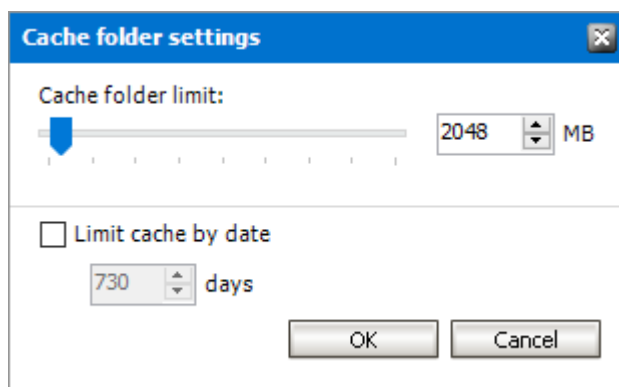 Cache folder settings
Cache folder limit:
2048 MB
Limit cache by date
730 days
OK Cancel